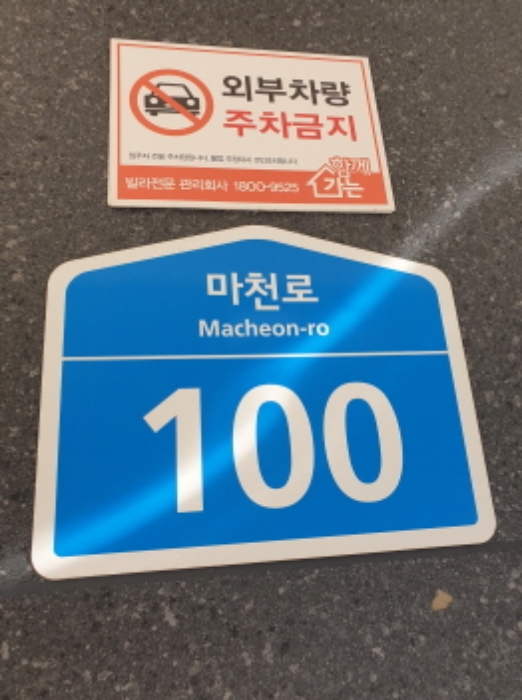 외부차량
주차금지
빌라전문 관리회사 1800-9525
함께
가는
마천로
Macheon-ro
100